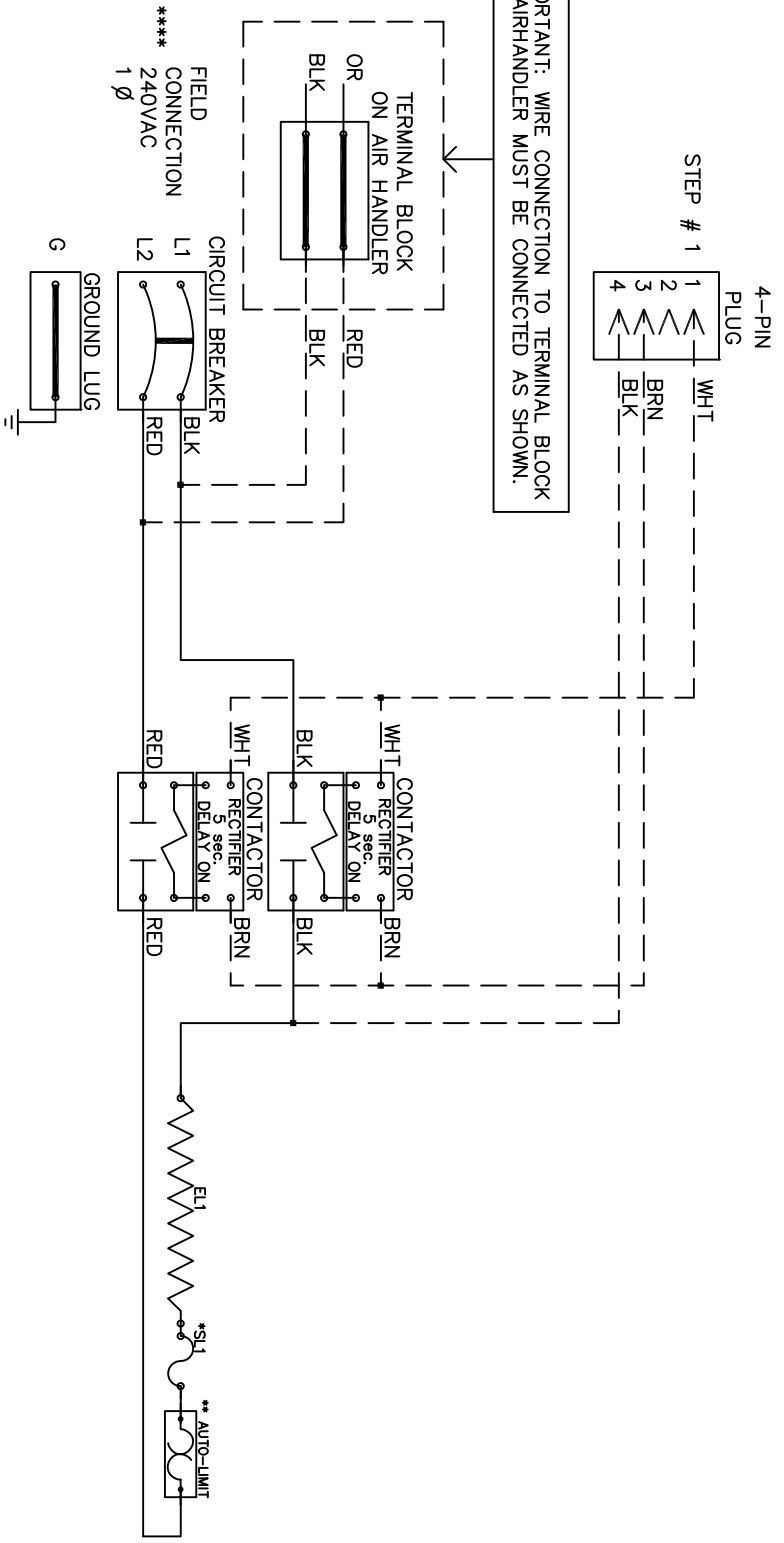 4-PIN
PLUG
STEP # 1
1
2
3
4
WHT
BRN
BLK
ORTANT: WIRE CONNECTION TO TERMINAL BLOCK
AIRHANDLER MUST BE CONNECTED AS SHOWN.
TERMINAL BLOCK
ON AIR HANDLER
OR
BLK
RED
BLK
****
FIELD
CONNECTION
240VAC
1 Ø
CIRCUIT BREAKER
L1
L2
BLK
RED
GROUND LUG
G
CONTACTOR
WHT
RECTIFIER
5 sec.
DELAY ON
BRN
BLK
BLK
CONTACTOR
WHT
RECTIFIER
5 sec.
DELAY ON
BRN
RED
RED
EL1
*SL1
** AUTO-LIMIT